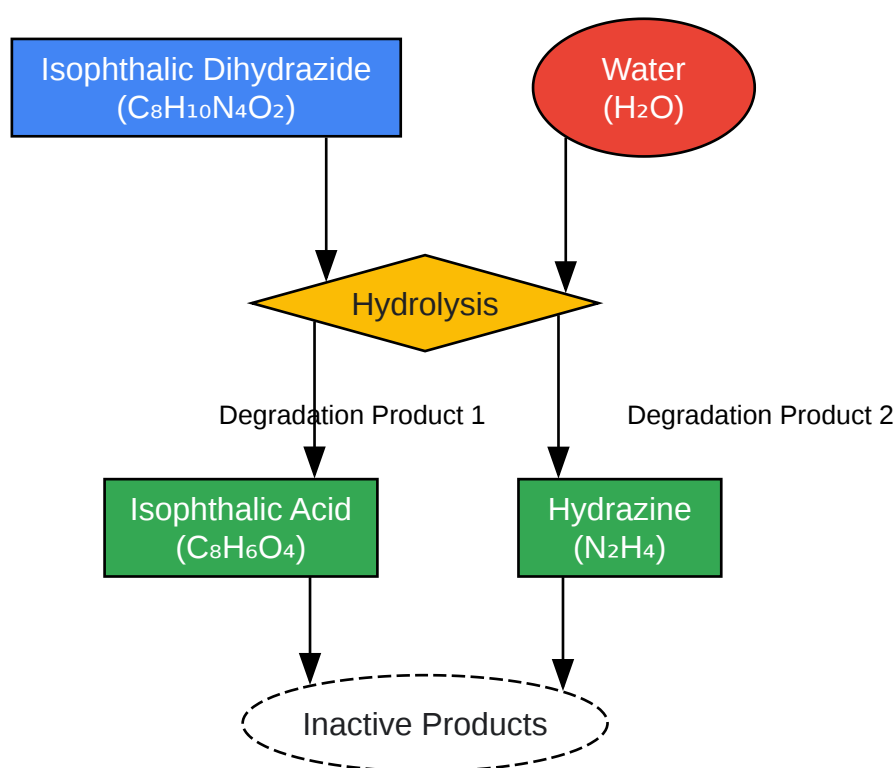 Isophthalic Dihydrazide
(C₈H₁₀N₄O₂)
Water
(H₂O)
Hydrolysis
Degradation Product 1
Degradation Product 2
Isophthalic Acid
(C₈H₆O₄)
Hydrazine
(N₂H₄)
Inactive Products